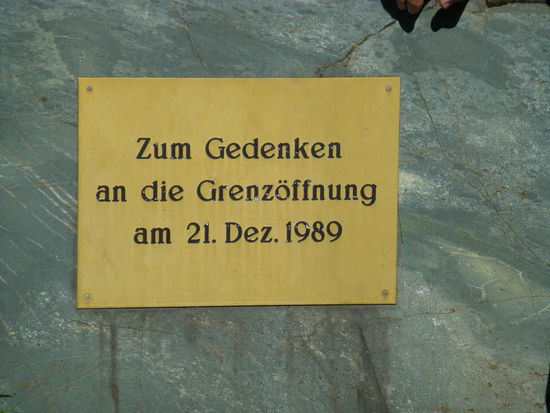 Zum Gedenken
an die Grenzöffnung
am 21. Dez. 1989